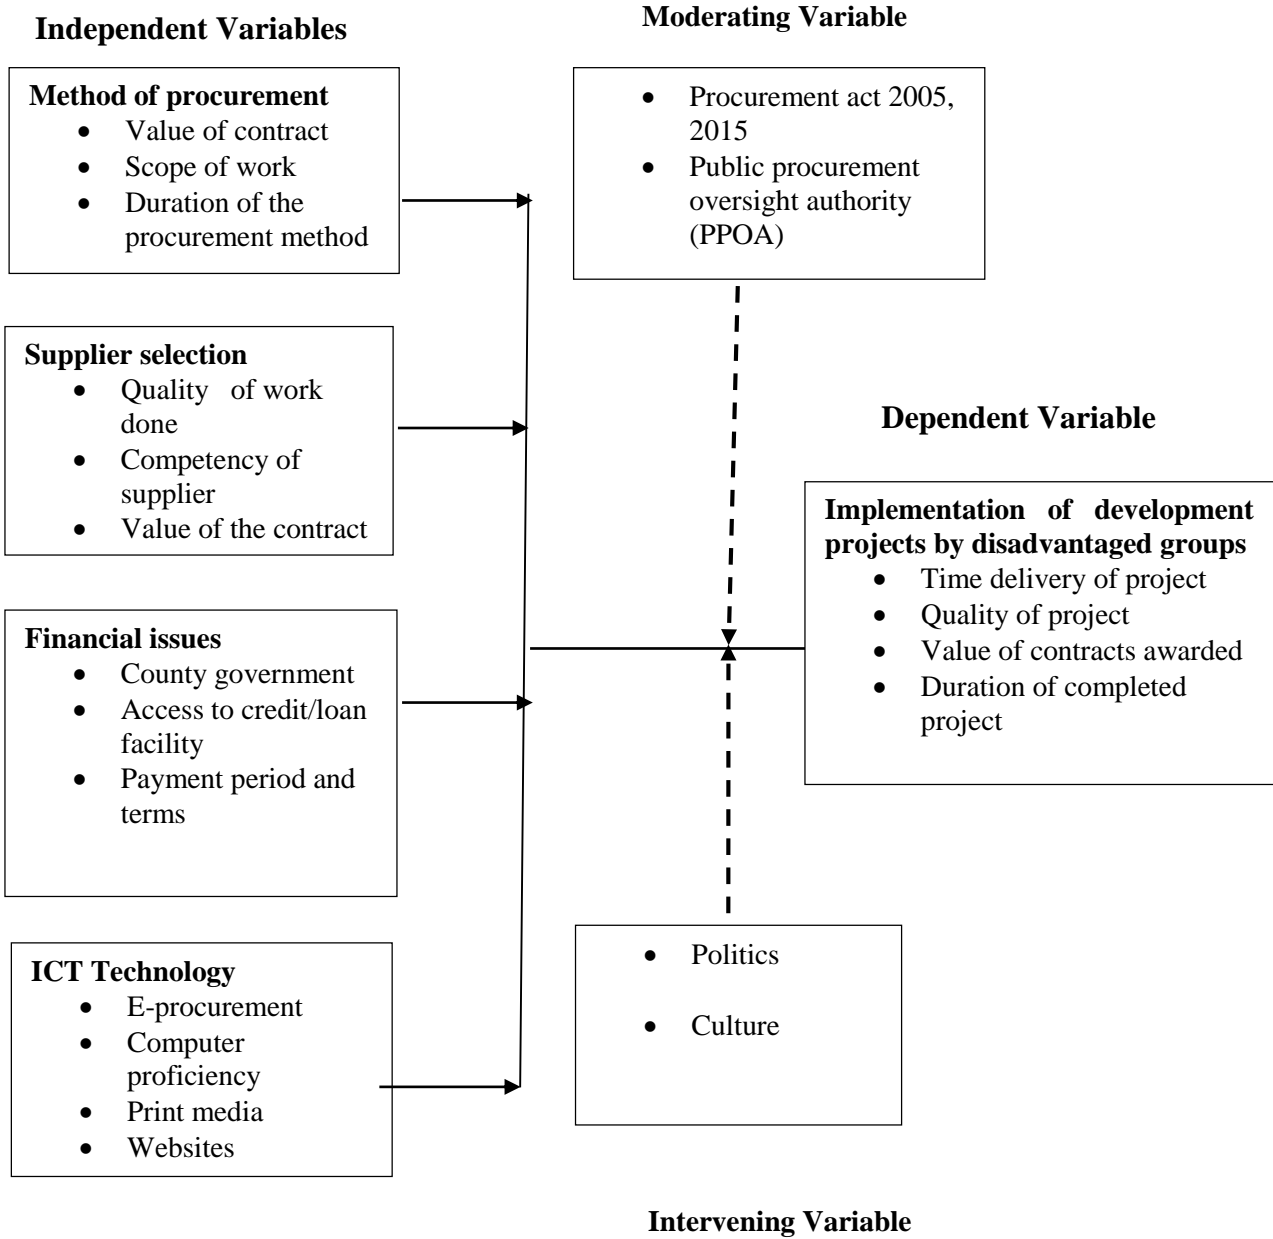 Independent Variables
Method of procurement
• Value of contract
• Scope of work
• Duration of the
procurement method
Supplier selection
• Quality of work
done
• Competency of
supplier
• Value of the contract
Financial issues
• County government
• Access to credit/loan
facility
• Payment period and
terms
ICT Technology
• E-procurement
• Computer
proficiency
• Print media
• Websites
Moderating Variable
• Procurement act 2005,
2015
• Public procurement
oversight authority
(PPOA)
Dependent Variable
Implementation of development
projects by disadvantaged groups
• Time delivery of project
• Quality of project
• Value of contracts awarded
• Duration of completed
project
• Politics
• Culture
Intervening Variable